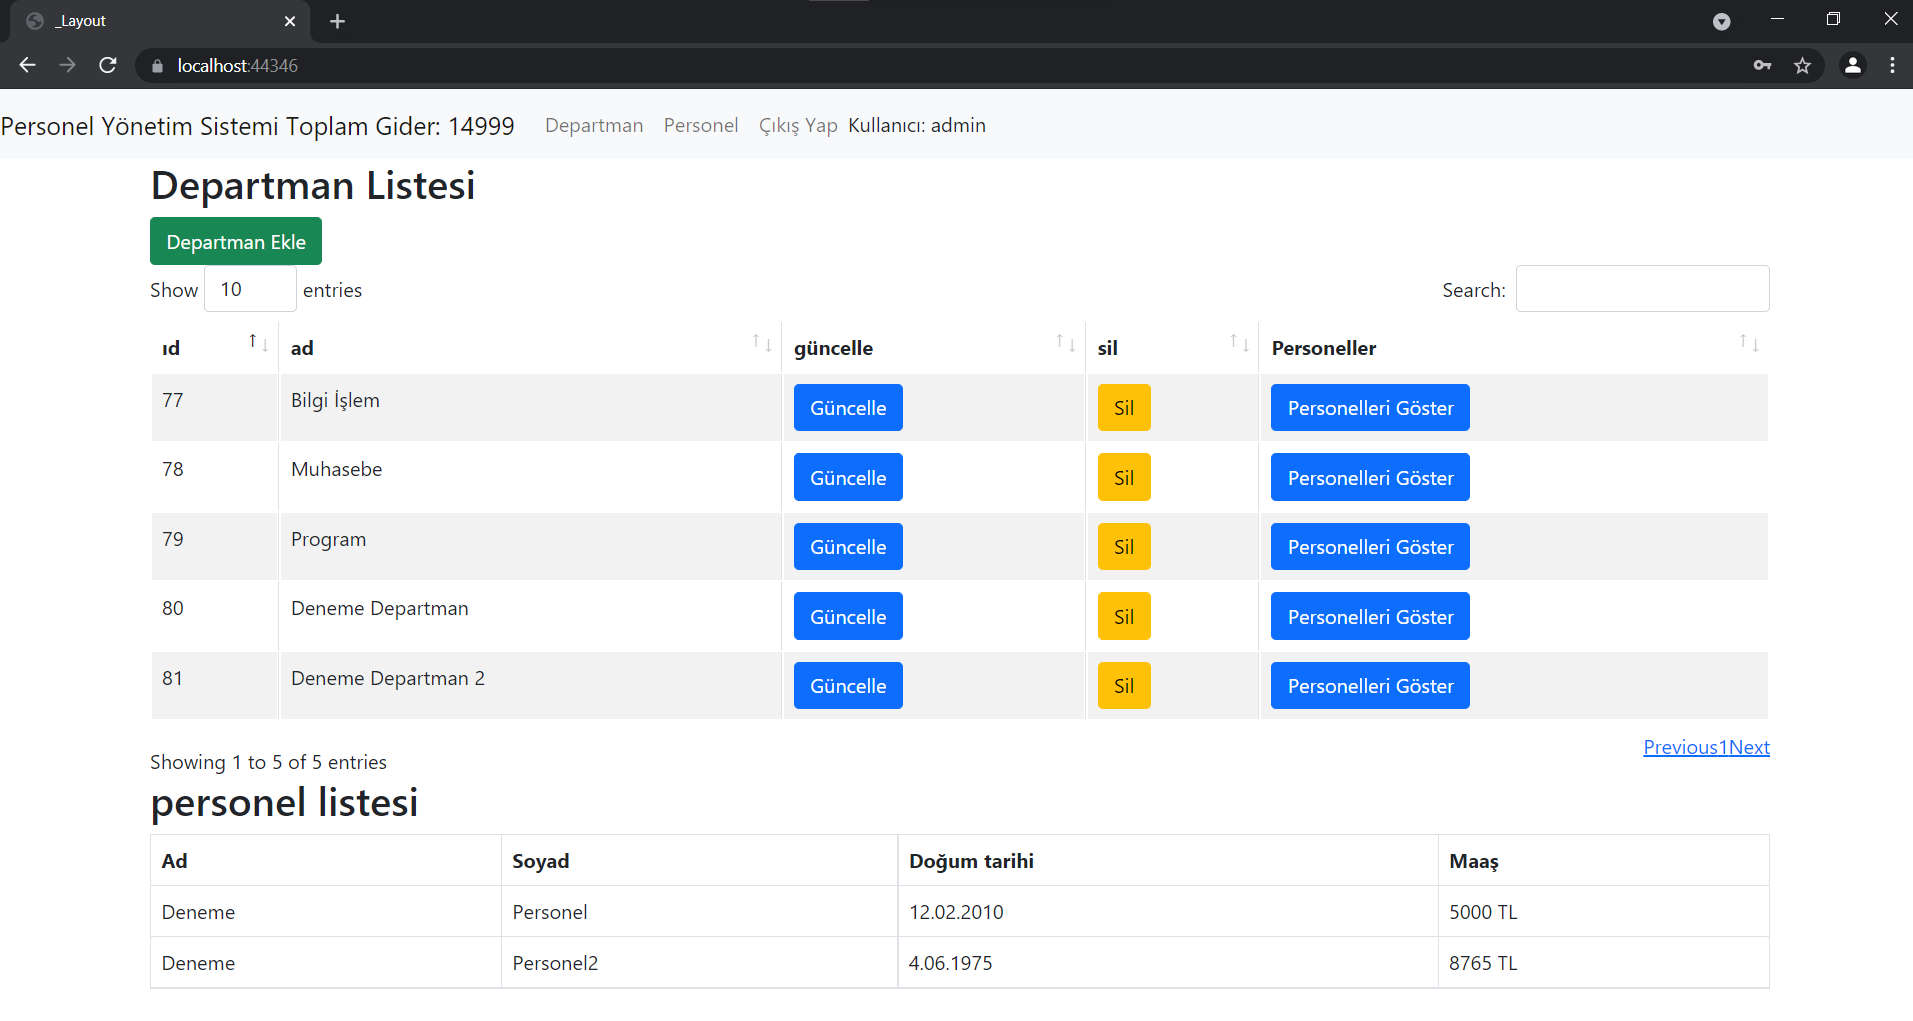 _Layout
localhost:44346
Personel Yönetim Sistemi Toplam Gider: 14999 Departman Personel Çıkış Yap Kullanıcı: admin
Departman Listesi
Departman Ekle
Show 10 entries Search:
ıd ad güncelle sil Personeller
77 Bilgi İşlem Güncelle Sil Personelleri Göster
78 Muhasebe Güncelle Sil Personelleri Göster
79 Program Güncelle Sil Personelleri Göster
80 Deneme Departman Güncelle Sil Personelleri Göster
81 Deneme Departman 2 Güncelle Sil Personelleri Göster
Previous1Next
Showing 1 to 5 of 5 entries
personel listesi
Ad Soyad Doğum tarihi Maaş
Deneme Personel 12.02.2010 5000 TL
Deneme Personel2 4.06.1975 8765 TL